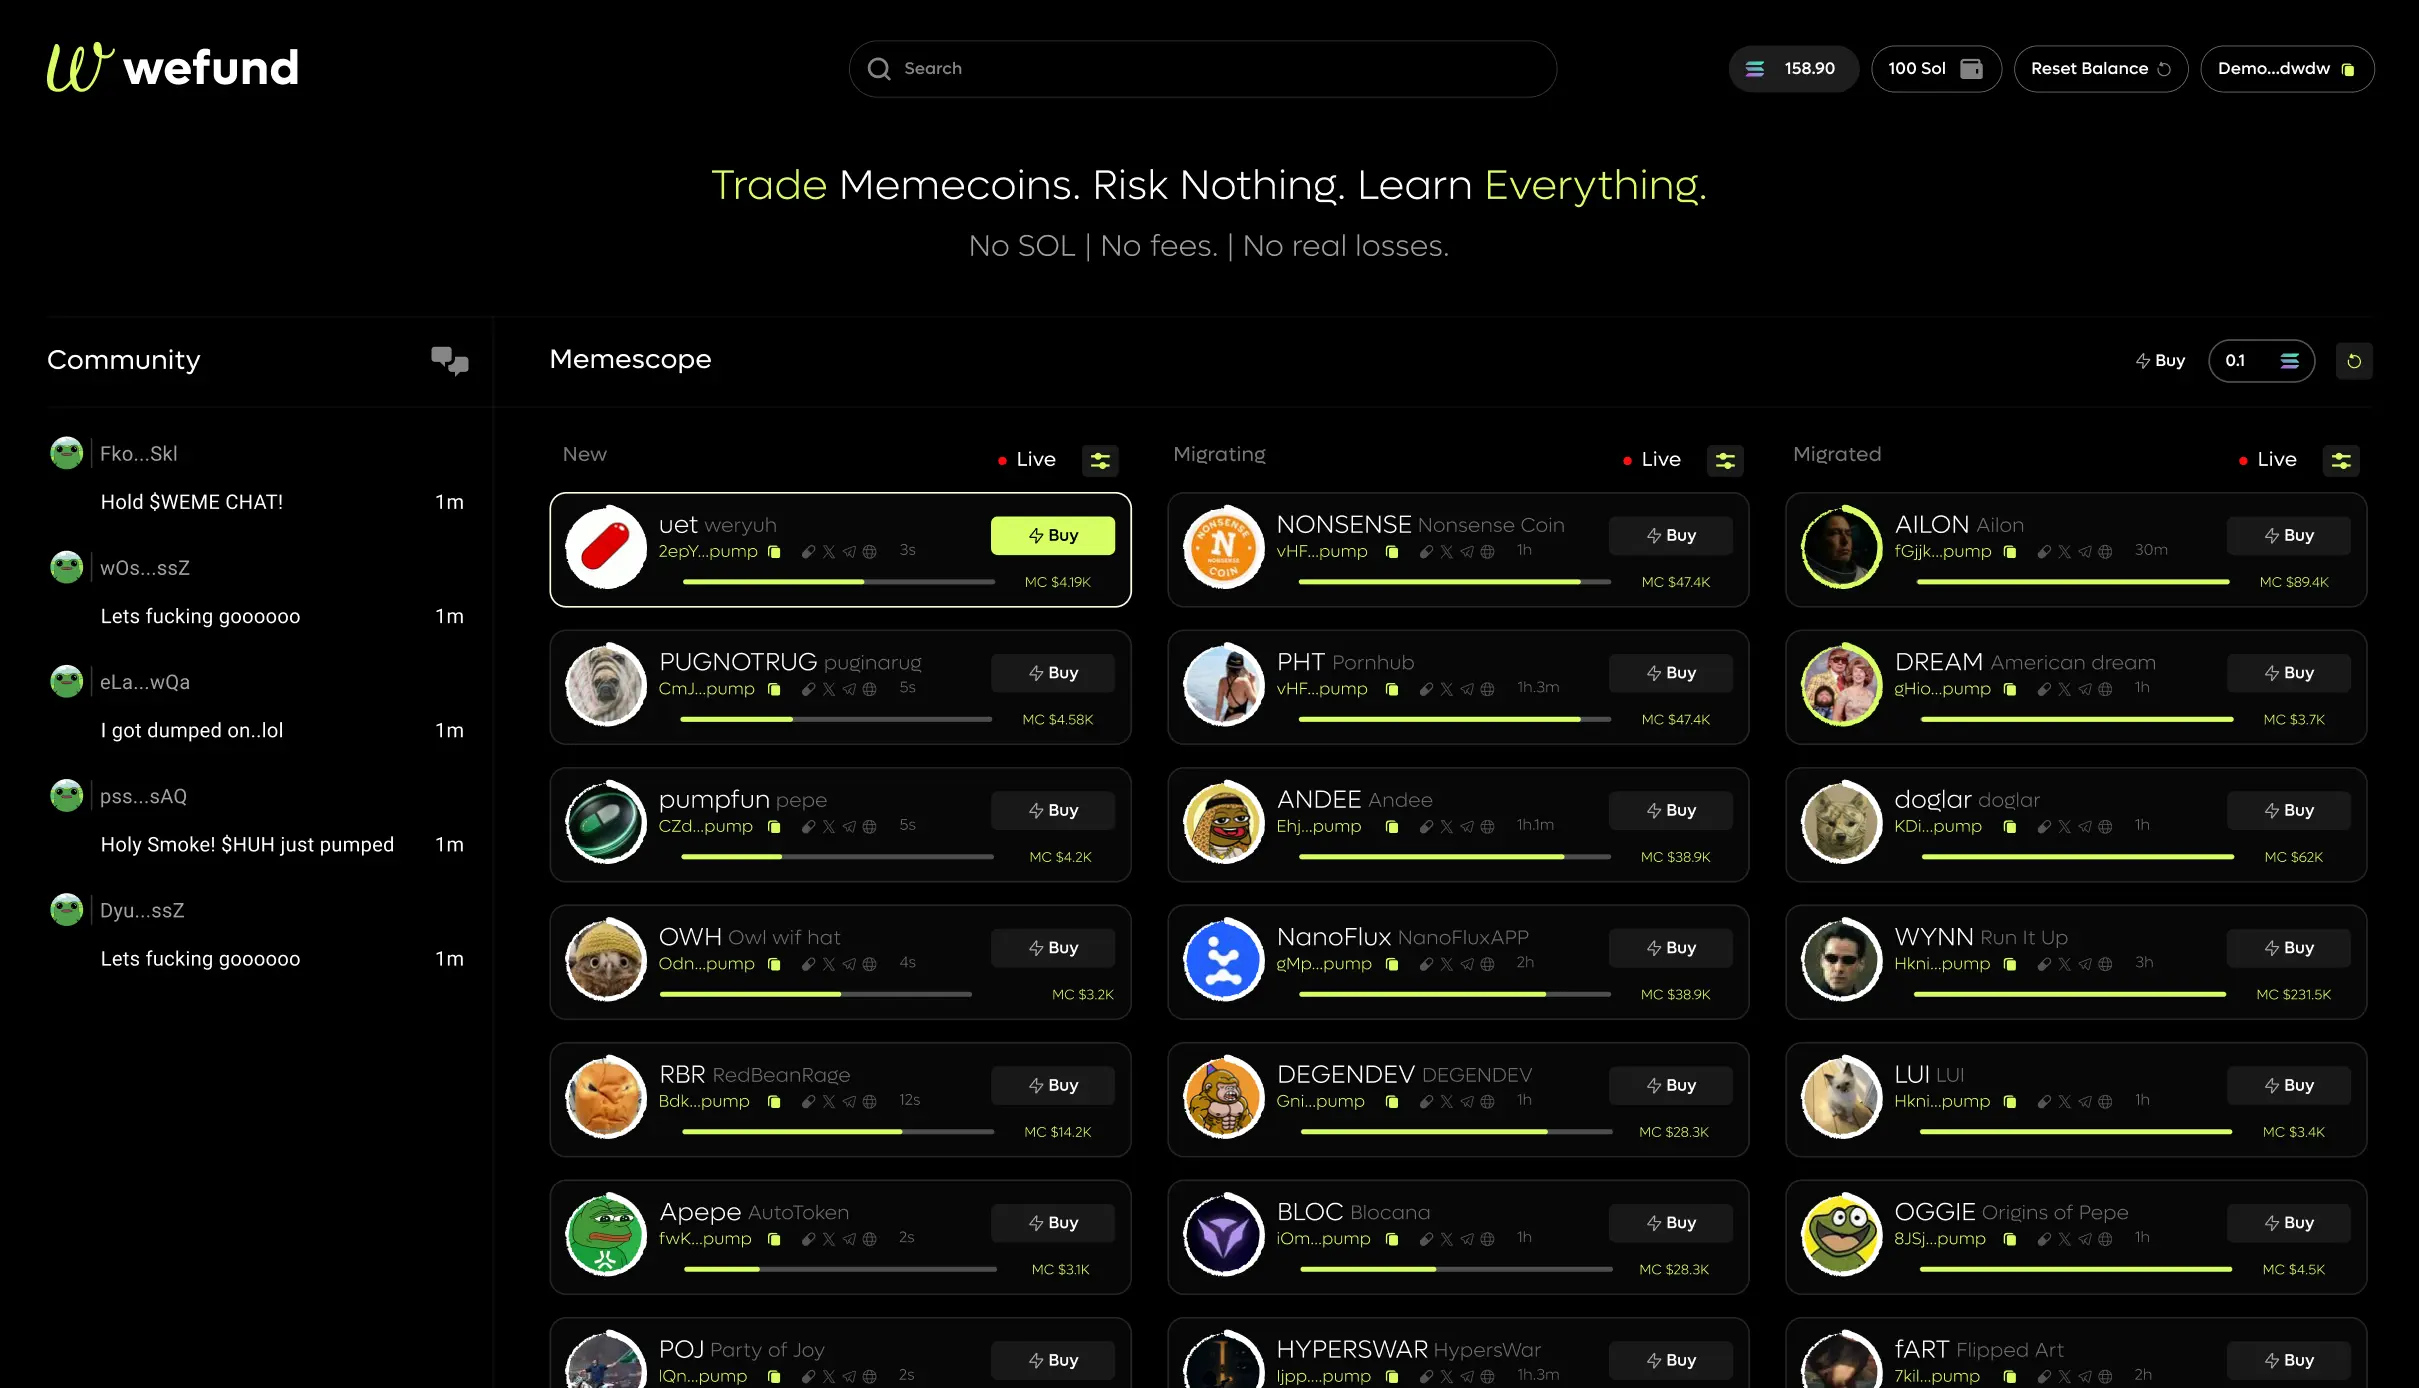 wefund
Search
158.90
100 Sol
Reset Balance
Demo...dwdw
Trade Memecoins. Risk Nothing. Learn Everything.
No SOL | No fees. | No real losses.
Community
Fko...Skl
Hold $WEME CHAT! 1m
wOs...ssZ
Lets fucking goooooo 1m
eLa...wQa
I got dumped on..lol 1m
pss...sAQ
Holy Smoke! $HUH just pumped 1m
Dyu...ssZ
Lets fucking goooooo 1m
Memescope
Buy 0.1
New
Live
uet weryuh
Buy
2epY...pump 3s
MC $4.19K
PUGNOTRUG puginarug
Buy
CmJ...pump 5s
MC $4.58K
pumpfun pepe
Buy
CZd...pump 5s
MC $4.2K
OWH Owl wif hat
Buy
Odn...pump 4s
MC $3.2K
RBR RedBeanRage
Buy
Bdk...pump 12s
MC $14.2K
Apepe AutoToken
Buy
fwK...pump 2s
MC $3.1K
POJ Party of Joy
Buy
lQn...pump 2s
Migrating
Live
NONSENSE COIN
N
NONSENSE
NONSENSE Nonsense Coin
Buy
vHF...pump 1h
MC $47.4K
PHT Pornhub
Buy
vHF...pump 1h.3m
MC $47.4K
ANDEE Andee
Buy
Ehj...pump 1h.1m
MC $38.9K
NanoFlux NanoFluxAPP
Buy
gMp...pump 2h
MC $38.9K
DEGENDEV DEGENDEV
Buy
Gni...pump 1h
MC $28.3K
BLOC Blocana
Buy
iOm...pump 1h
MC $28.3K
HYPERSWAR HypersWar
Buy
ljpp....pump 1h.3m
Migrated
Live
AILON Ailon
Buy
fGjjk...pump 30m
MC $89.4K
DREAM American dream
Buy
gHio...pump 1h
MC $3.7K
doglar doglar
Buy
KDi...pump 1h
MC $62K
WYNN Run It Up
Buy
Hkni...pump 3h
MC $231.5K
LUI LUI
Buy
Hkni...pump 1h
MC $3.4K
OGGIE Origins of Pepe
Buy
8JSj...pump 1h
MC $4.5K
fART Flipped Art
Buy
7kil...pump 2h